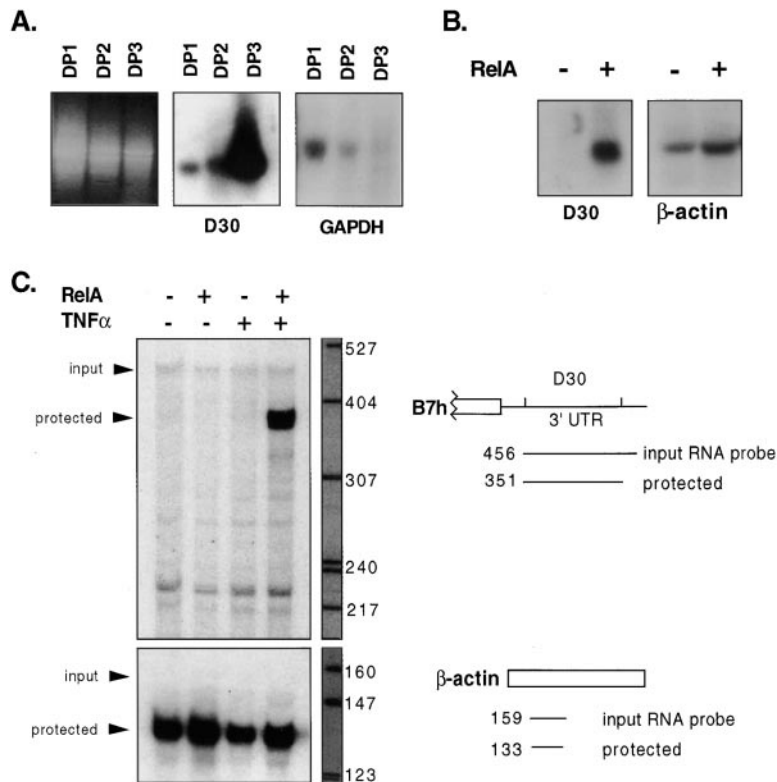 A.
DP1 DP2 DP3
DP1 DP2 DP3
DP1 DP2 DP3
D30
GAPDH
B.
RelA - + - +
D30
β-actin
C.
RelA - + - +
TNFα - - + +
input
protected
527
404
307
240
217
input
protected
160
147
123
D30
B7h
3' UTR
456 input RNA probe
351 protected
β-actin
159 input RNA probe
133 protected